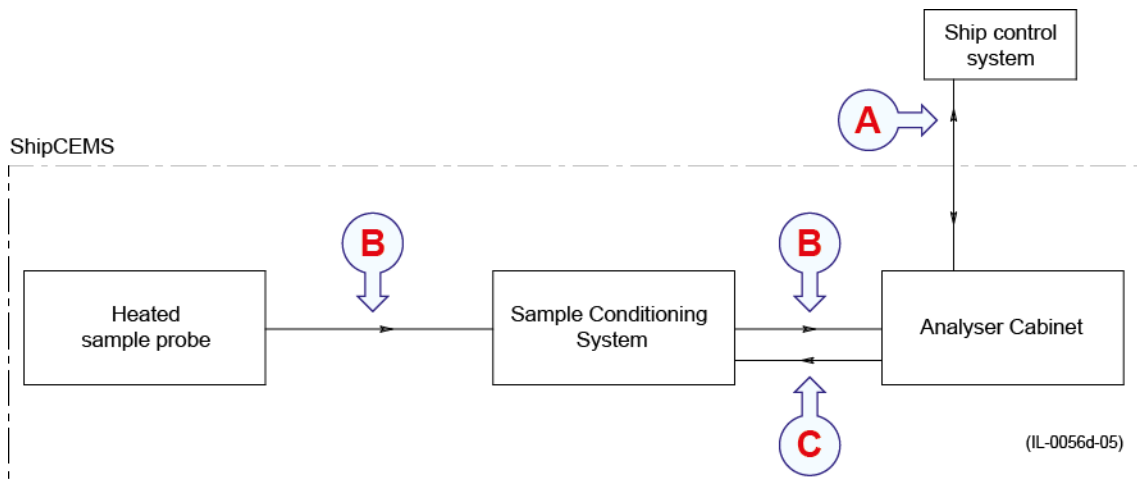 Ship control
system
A
ShipCEMS
B
B
Heated
sample probe
Sample Conditioning
System
Analyser Cabinet
C
(IL-0056d-05)